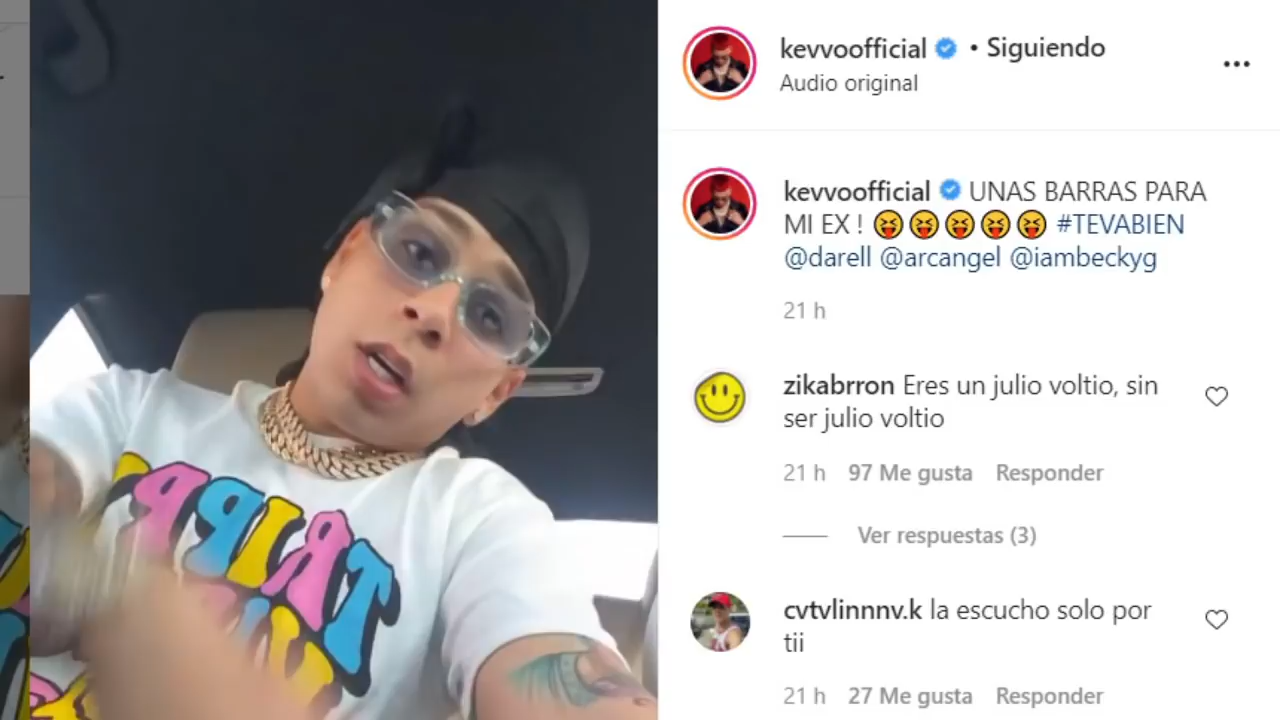 kevvoofficial • Siguiendo
Audio original
kevvoofficial UNAS BARRAS PARA
MI EX ! 😝😝😝😝😝 #TEVABIEN
@darell @arcangel @iambeckyg
21 h
zikabrron Eres un julio voltio, sin
ser julio voltio
21 h 97 Me gusta Responder
Ver respuestas (3)
cvtvlinnnv.k la escucho solo por
tii
21 h 27 Me gusta Responder